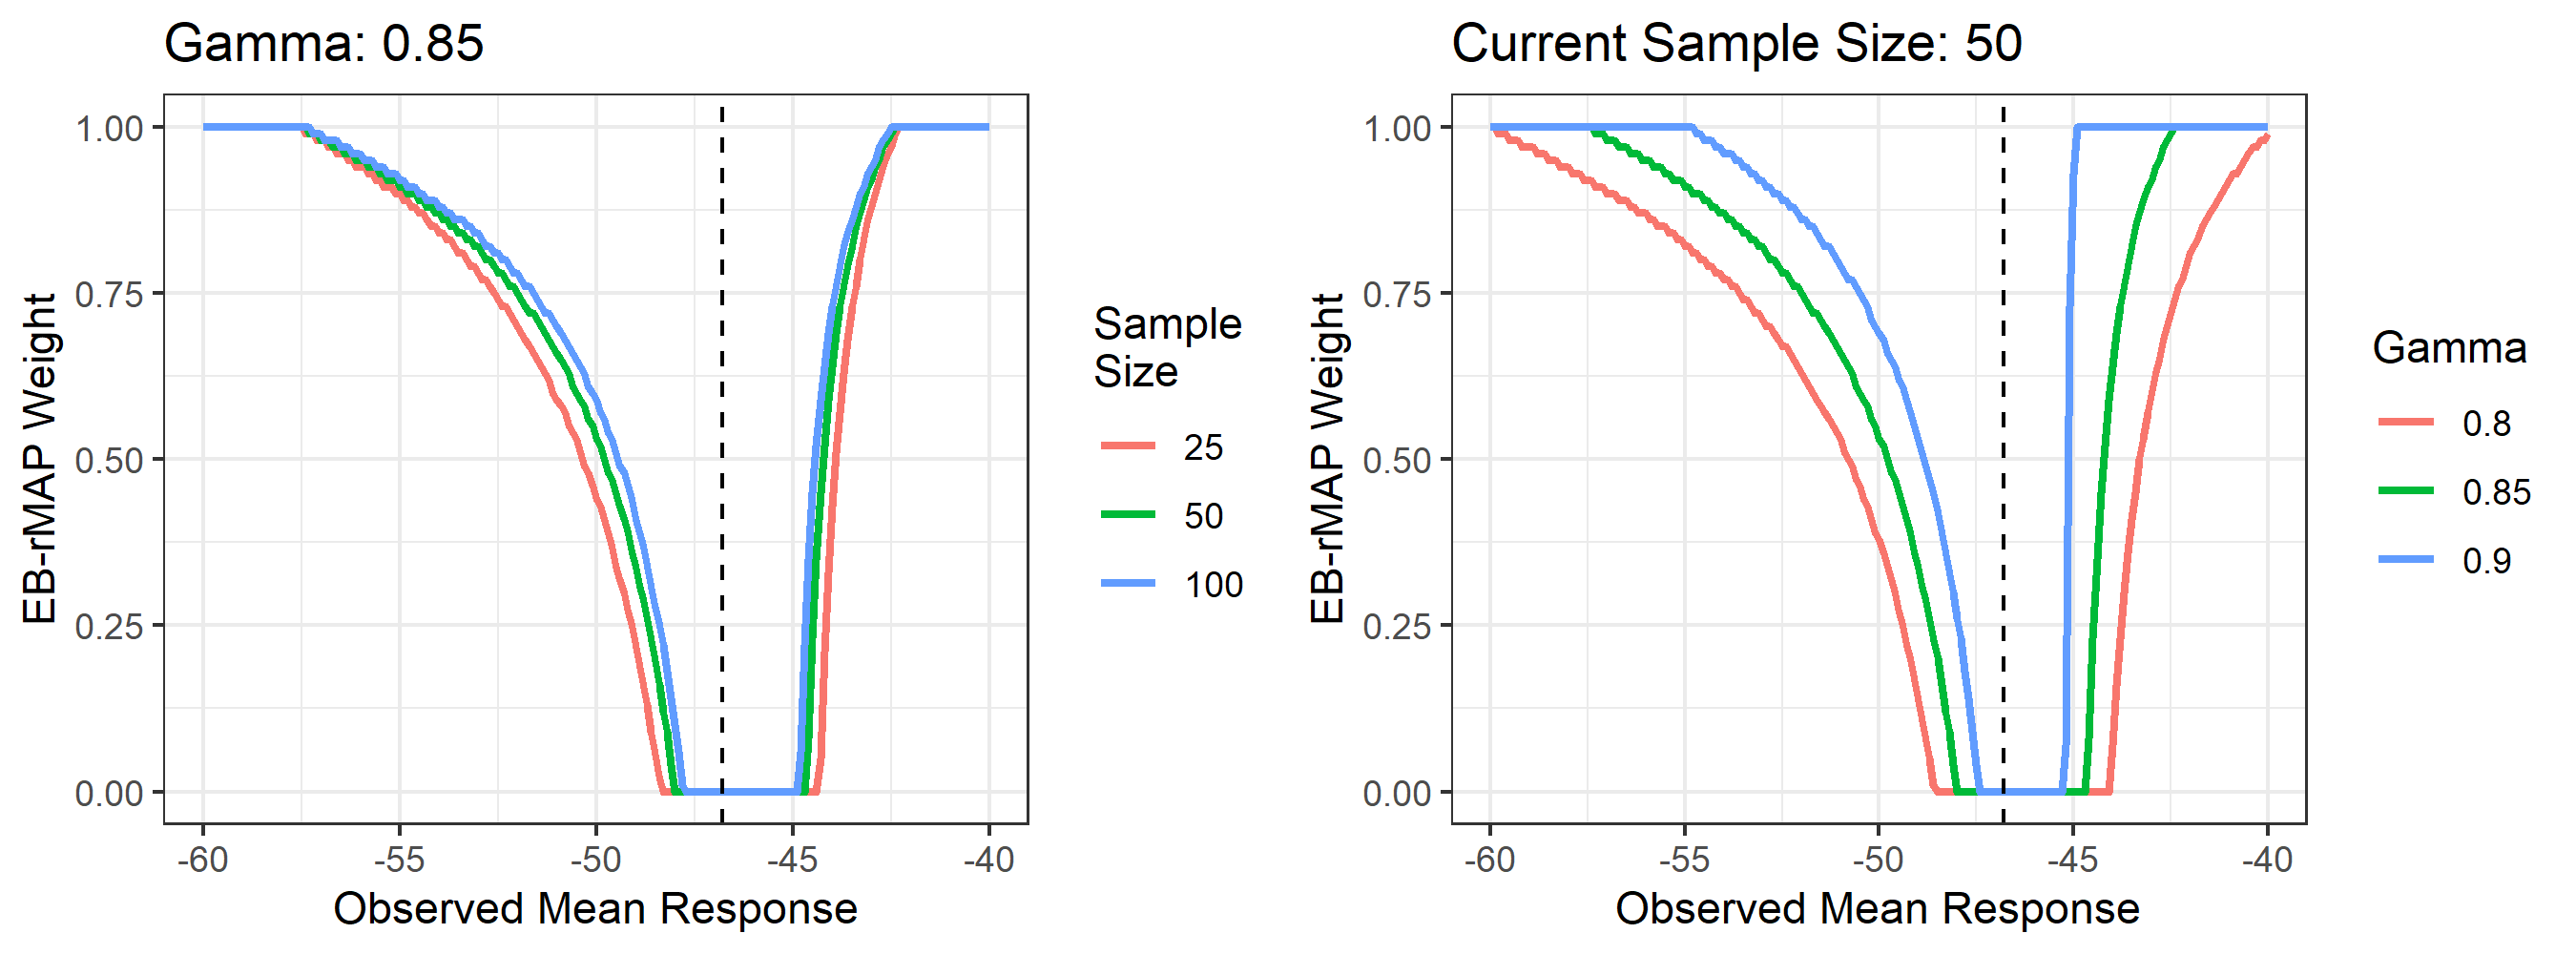 Gamma: 0.85
EB-rMAP Weight
1.00
0.75
0.50
0.25
0.00
-60 -55 -50 -45 -40
Observed Mean Response
Sample
Size
25
50
100
Current Sample Size: 50
EB-rMAP Weight
1.00
0.75
0.50
0.25
0.00
-60 -55 -50 -45 -40
Observed Mean Response
Gamma
0.8
0.85
0.9